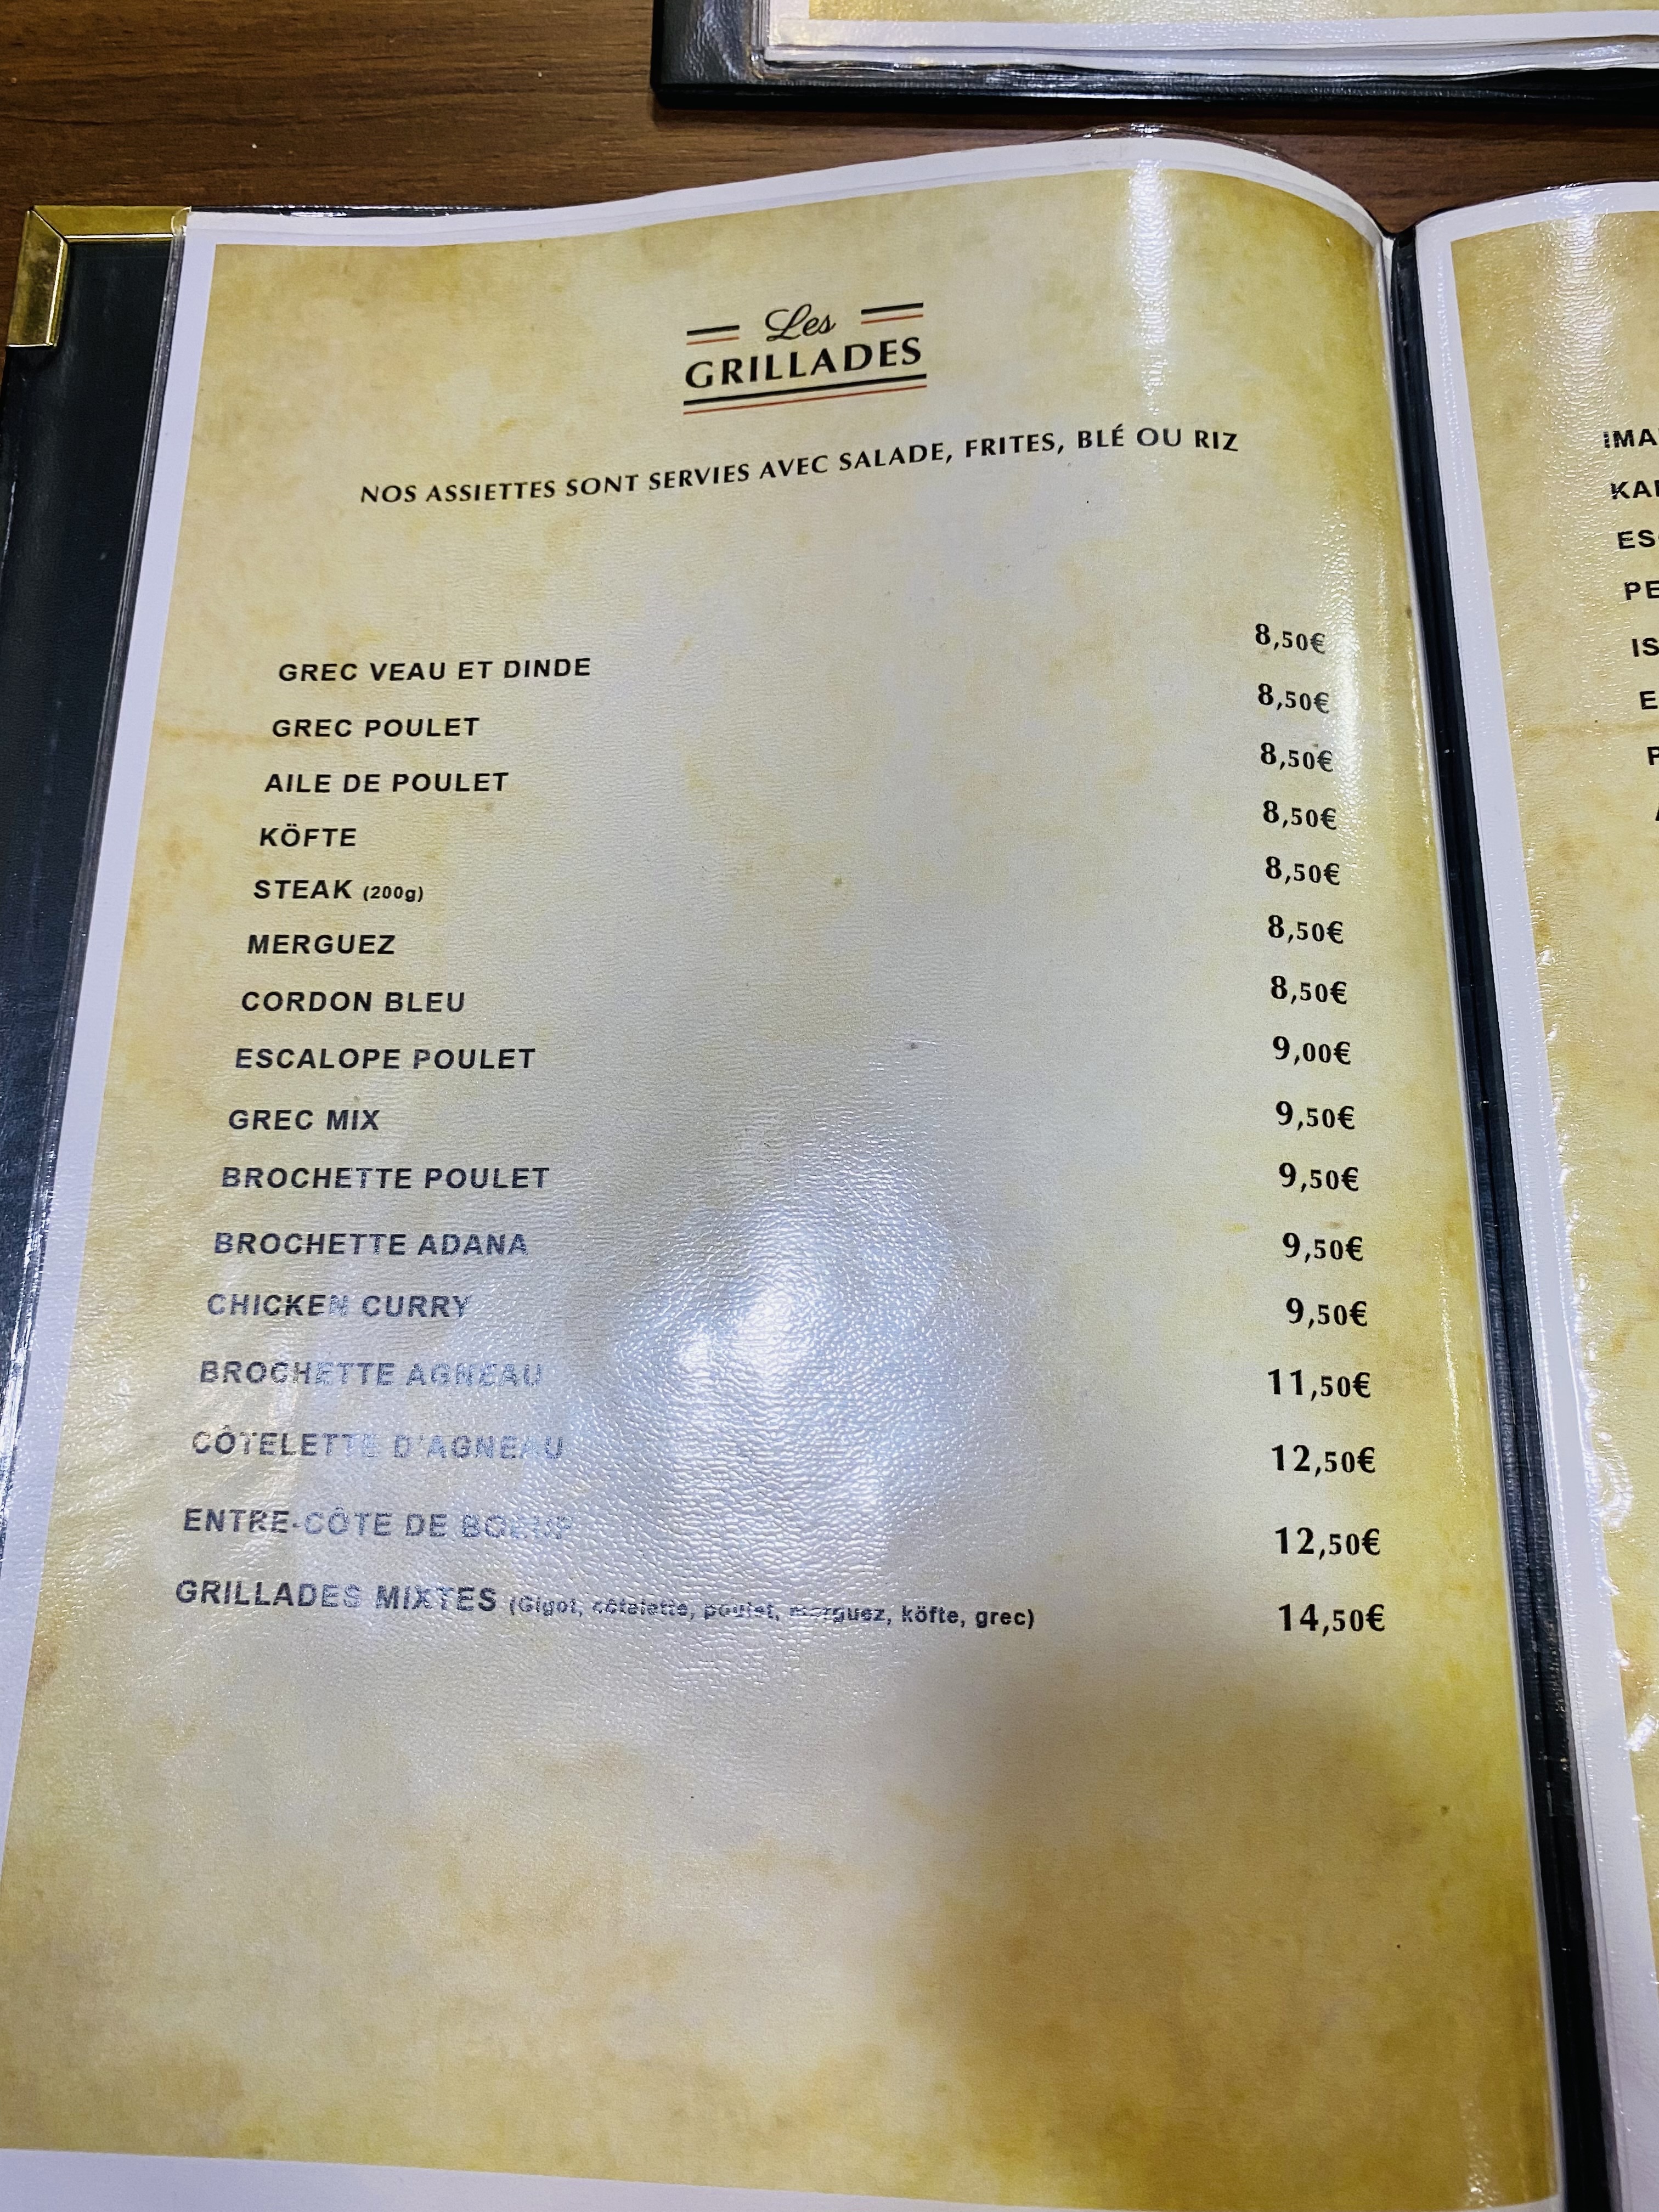 Les
GRILLADES
NOS ASSIETTES SONT SERVIES AVEC SALADE, FRITES, BLÉ OU RIZ
GREC VEAU ET DINDE 8,50€
GREC POULET 8,50€
AILE DE POULET 8,50€
KÖFTE 8,50€
STEAK (200g) 8,50€
MERGUEZ 8,50€
CORDON BLEU 8,50€
ESCALOPE POULET 9,00€
GREC MIX 9,50€
BROCHETTE POULET 9,50€
BROCHETTE ADANA 9,50€
CHICKEN CURRY 9,50€
BROCHETTE AGNEAU 11,50€
CÔTELETTE D'AGNEAU 12,50€
ENTRE-CÔTE DE BOEUF 12,50€
GRILLADES MIXTES (Gigot, côtelette, poulet, merguez, köfte, grec) 14,50€